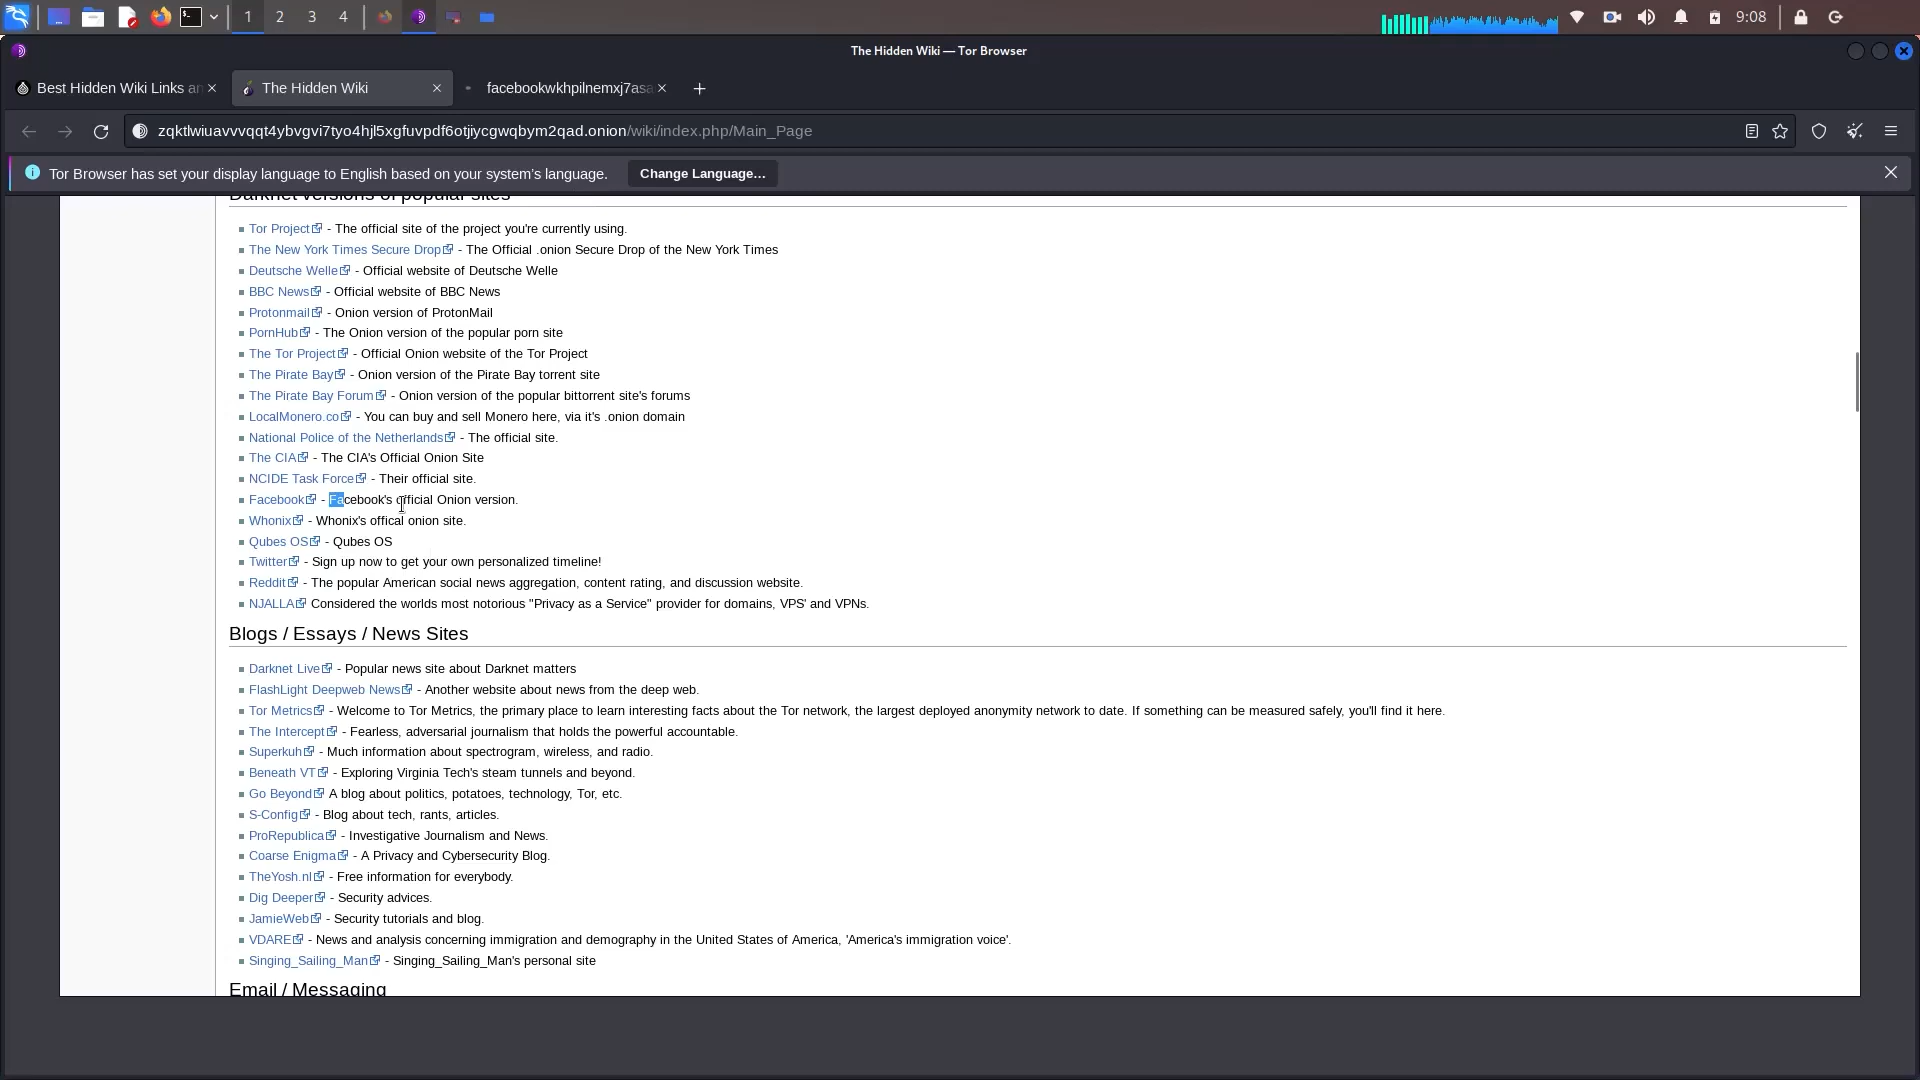 1 2 3 4 9:08
The Hidden Wiki — Tor Browser
Best Hidden Wiki Links an The Hidden Wiki facebookwkhpilnemxj7asa
zqktlwiuavvvqqt4ybvgvi7tyo4hjl5xgfuvpdf6otjiycgwqbym2qad.onion/wiki/index.php/Main_Page
Tor Browser has set your display language to English based on your system's language. Change Language...
Darknet versions of popular sites
Tor Project - The official site of the project you're currently using.
The New York Times Secure Drop - The Official .onion Secure Drop of the New York Times
Deutsche Welle - Official website of Deutsche Welle
BBC News - Official website of BBC News
Protonmail - Onion version of ProtonMail
PornHub - The Onion version of the popular porn site
The Tor Project - Official Onion website of the Tor Project
The Pirate Bay - Onion version of the Pirate Bay torrent site
The Pirate Bay Forum - Onion version of the popular bittorrent site's forums
LocalMonero.co - You can buy and sell Monero here, via it's .onion domain
National Police of the Netherlands - The official site.
The CIA - The CIA's Official Onion Site
NCIDE Task Force - Their official site.
Facebook - Facebook's official Onion version.
Whonix - Whonix's offical onion site.
Qubes OS - Qubes OS
Twitter - Sign up now to get your own personalized timeline!
Reddit - The popular American social news aggregation, content rating, and discussion website.
NJALLA Considered the worlds most notorious "Privacy as a Service" provider for domains, VPS' and VPNs.
Blogs / Essays / News Sites
Darknet Live - Popular news site about Darknet matters
FlashLight Deepweb News - Another website about news from the deep web.
Tor Metrics - Welcome to Tor Metrics, the primary place to learn interesting facts about the Tor network, the largest deployed anonymity network to date. If something can be measured safely, you'll find it here.
The Intercept - Fearless, adversarial journalism that holds the powerful accountable.
Superkuh - Much information about spectrogram, wireless, and radio.
Beneath VT - Exploring Virginia Tech's steam tunnels and beyond.
Go Beyond A blog about politics, potatoes, technology, Tor, etc.
S-Config - Blog about tech, rants, articles.
ProRepublica - Investigative Journalism and News.
Coarse Enigma - A Privacy and Cybersecurity Blog.
TheYosh.nl - Free information for everybody.
Dig Deeper - Security advices.
JamieWeb - Security tutorials and blog.
VDARE - News and analysis concerning immigration and demography in the United States of America, 'America's immigration voice'.
Singing_Sailing_Man - Singing_Sailing_Man's personal site
Email / Messaging